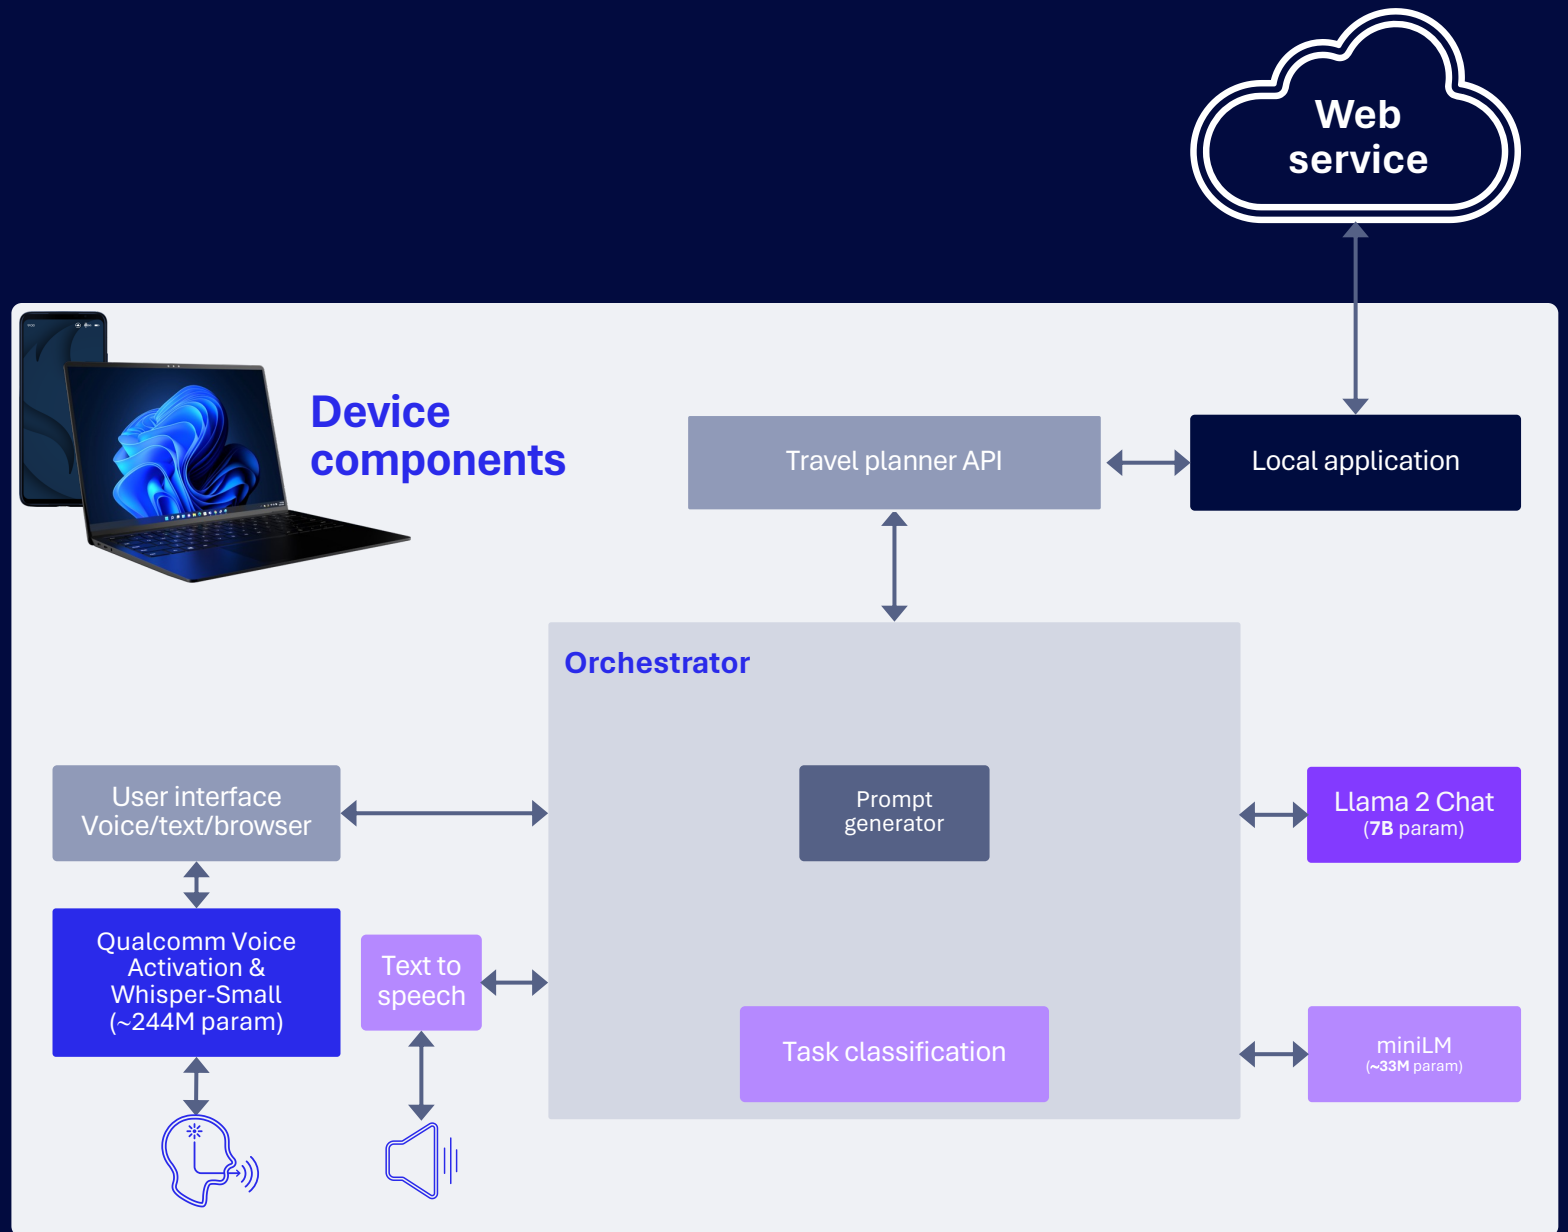 Web
service
Device
components
Travel planner API
Local application
Orchestrator
User interface
Voice/text/browser
Prompt
generator
Llama 2 Chat
(7B param)
Qualcomm Voice
Activation &
Whisper-Small
(~244M param)
Text to
speech
Task classification
miniLM
(~33M param)